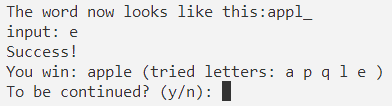 The word now looks like this:appl_
input: e
Success!
You win: apple (tried letters: a p q l e )
To be continued? (y/n):